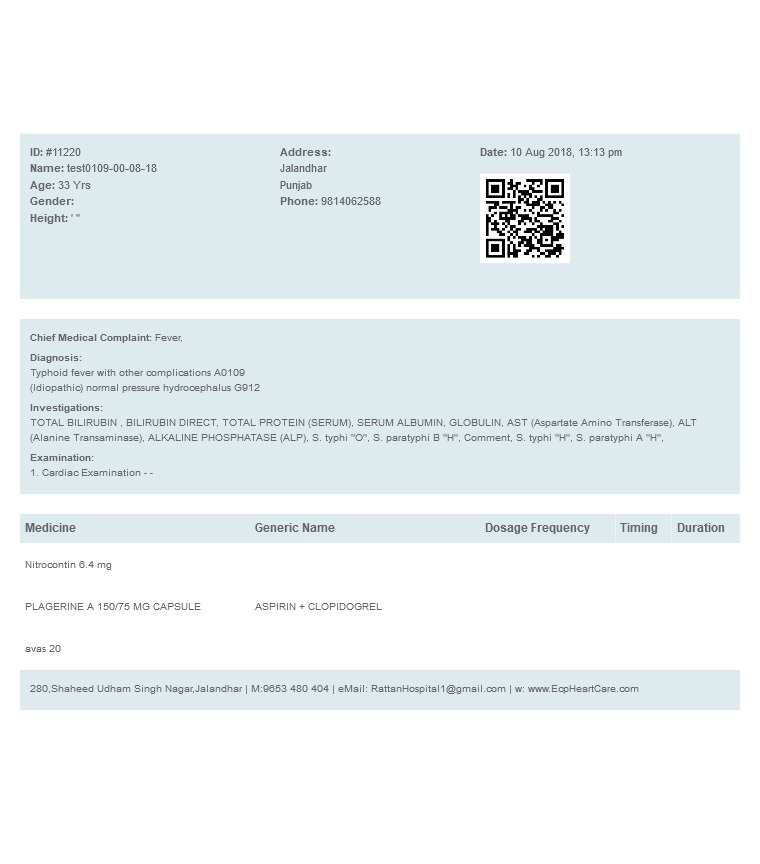 ID: #11220
Name: test0109-00-08-18
Age: 33 Yrs
Gender:
Height: ' "
Address:
Jalandhar
Punjab
Phone: 9814062588
Date: 10 Aug 2018, 13:13 pm
Chief Medical Complaint: Fever,
Diagnosis:
Typhoid fever with other complications A0109
(Idiopathic) normal pressure hydrocephalus G912
Investigations:
TOTAL BILIRUBIN , BILIRUBIN DIRECT, TOTAL PROTEIN (SERUM), SERUM ALBUMIN, GLOBULIN, AST (Aspartate Amino Transferase), ALT
(Alanine Transaminase), ALKALINE PHOSPHATASE (ALP), S. typhi "O", S. paratyphi B "H", Comment, S. typhi "H", S. paratyphi A "H",
Examination:
1. Cardiac Examination - -
Medicine Generic Name Dosage Frequency Timing Duration
Nitrocontin 6.4 mg
PLAGERINE A 150/75 MG CAPSULE ASPIRIN + CLOPIDOGREL
avas 20
280,Shaheed Udham Singh Nagar,Jalandhar | M:9653 480 404 | eMail: RattanHospital1@gmail.com | w: www.EcpHeartCare.com